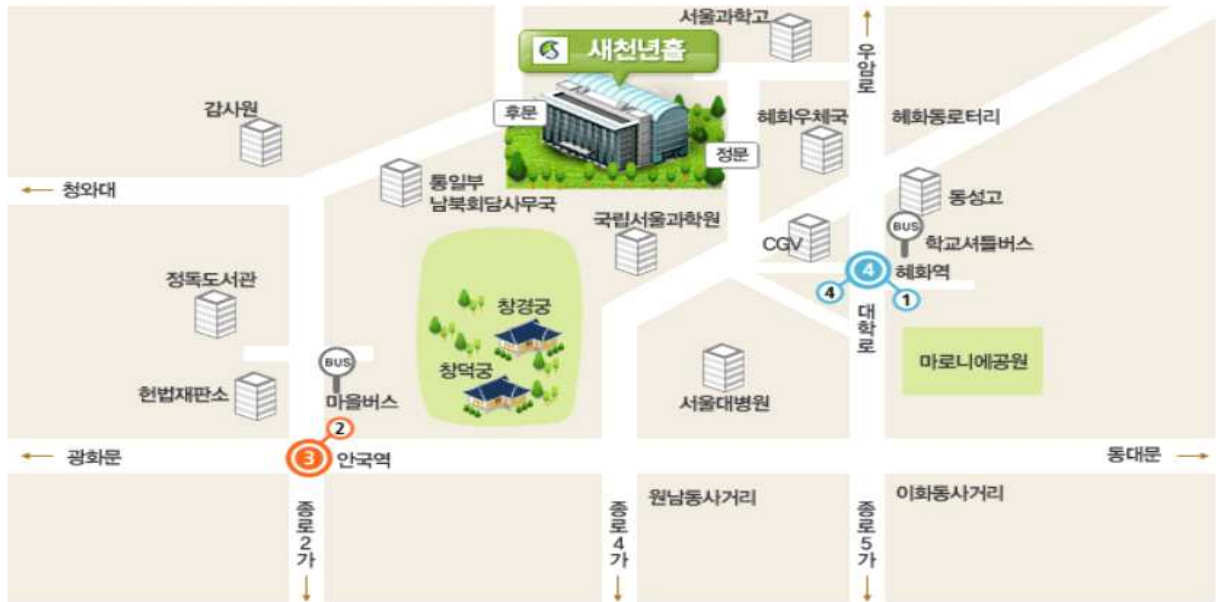 서울과학고
새천년홀
우암로
감사원
후문
혜화우체국
혜화동로터리
정문
← 청와대
통일부
남북회담사무국
동성고
국립서울과학원
BUS
CGV
학교셔틀버스
4
혜화역
정독도서관
4
1
창경궁
대학로
BUS
창덕궁
마로니에공원
헌법재판소
마을버스
서울대병원
2
← 광화문
3
안국역
동대문 →
종로2가
종로4가
원남동사거리
종로5가
이화동사거리